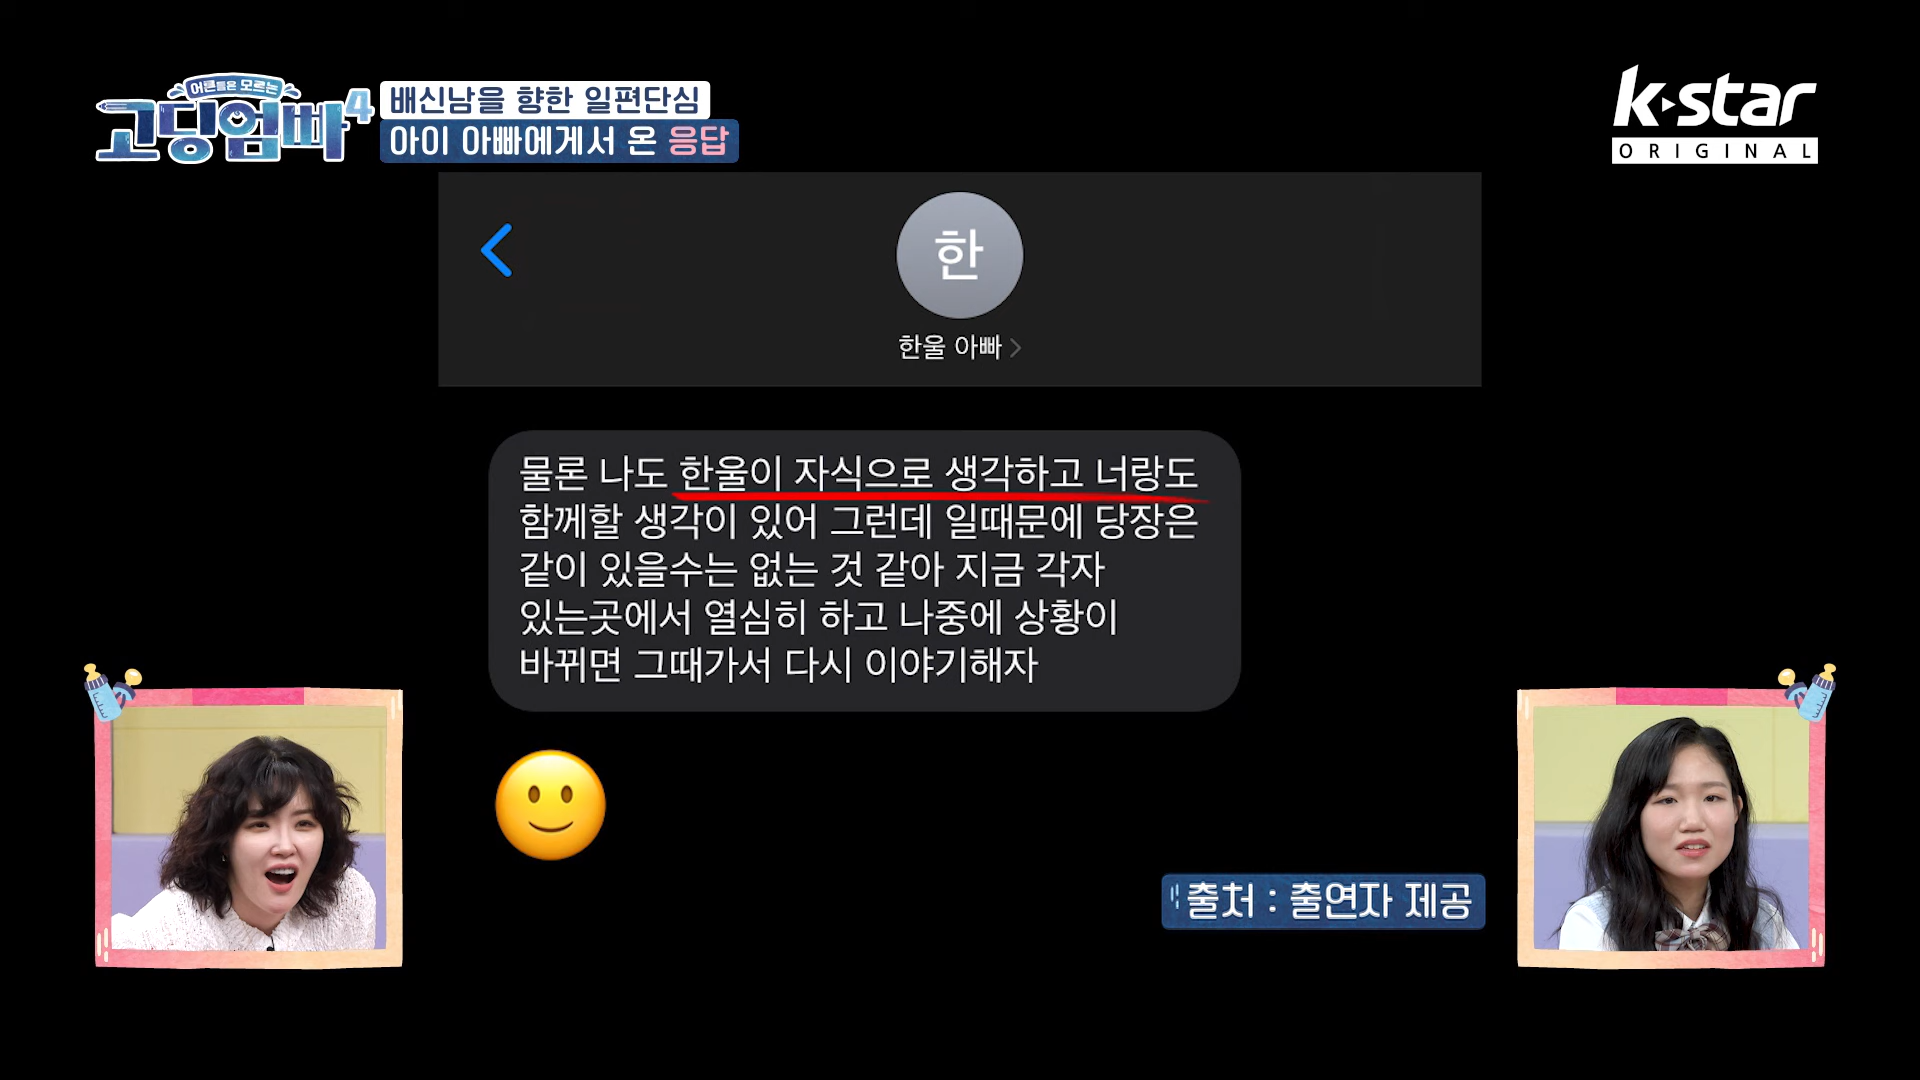 어른들은 모르는
고딩엄빠4
배신남을 향한 일편단심
아이 아빠에게서 온 응답
k star
ORIGINAL
한
한울 아빠
물론 나도 한울이 자식으로 생각하고 너랑도
함께할 생각이 있어 그런데 일때문에 당장은
같이 있을수는 없는 것 같아 지금 각자
있는곳에서 열심히 하고 나중에 상황이
바뀌면 그때가서 다시 이야기해자
출처 : 출연자 제공